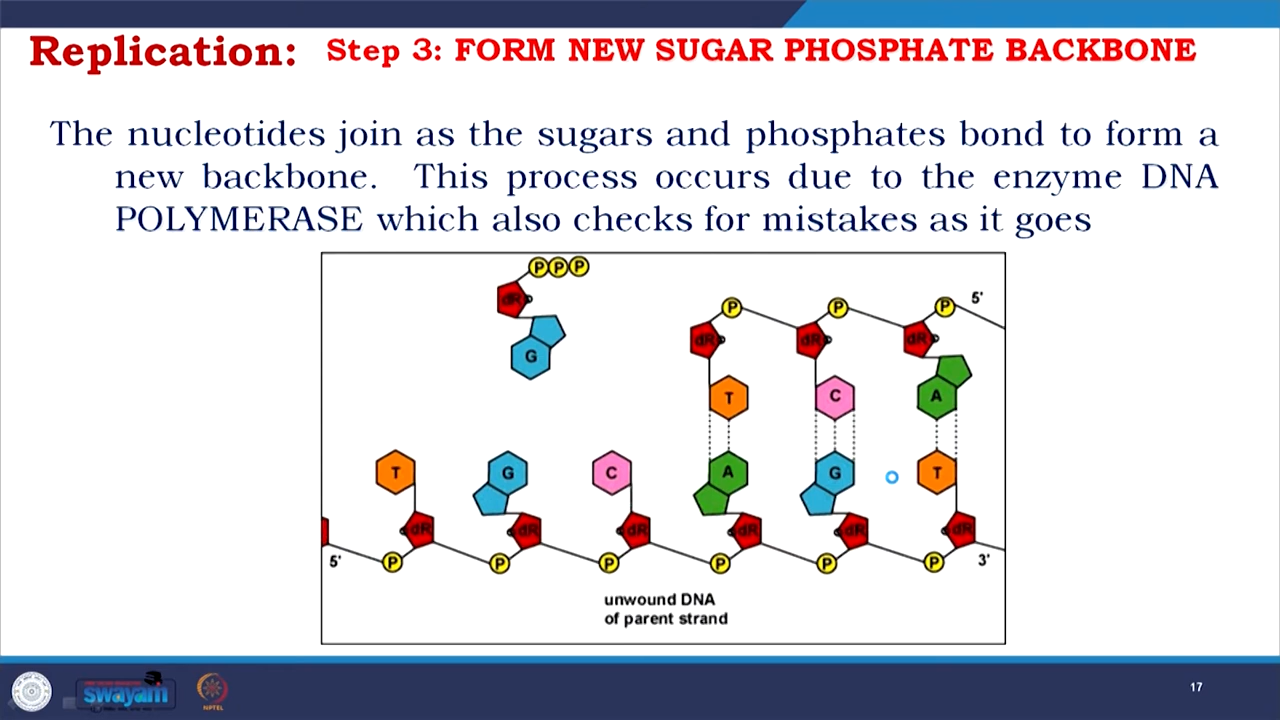 Replication: Step 3: FORM NEW SUGAR PHOSPHATE BACKBONE
The nucleotides join as the sugars and phosphates bond to form a
new backbone. This process occurs due to the enzyme DNA
POLYMERASE which also checks for mistakes as it goes
P P P
dR
G
P P P 5'
dR dR dR
T C A
T G C A G T
dR dR dR dR dR dR
5' P P P P P P 3'
unwound DNA
of parent strand
swayam
NPTEL
17